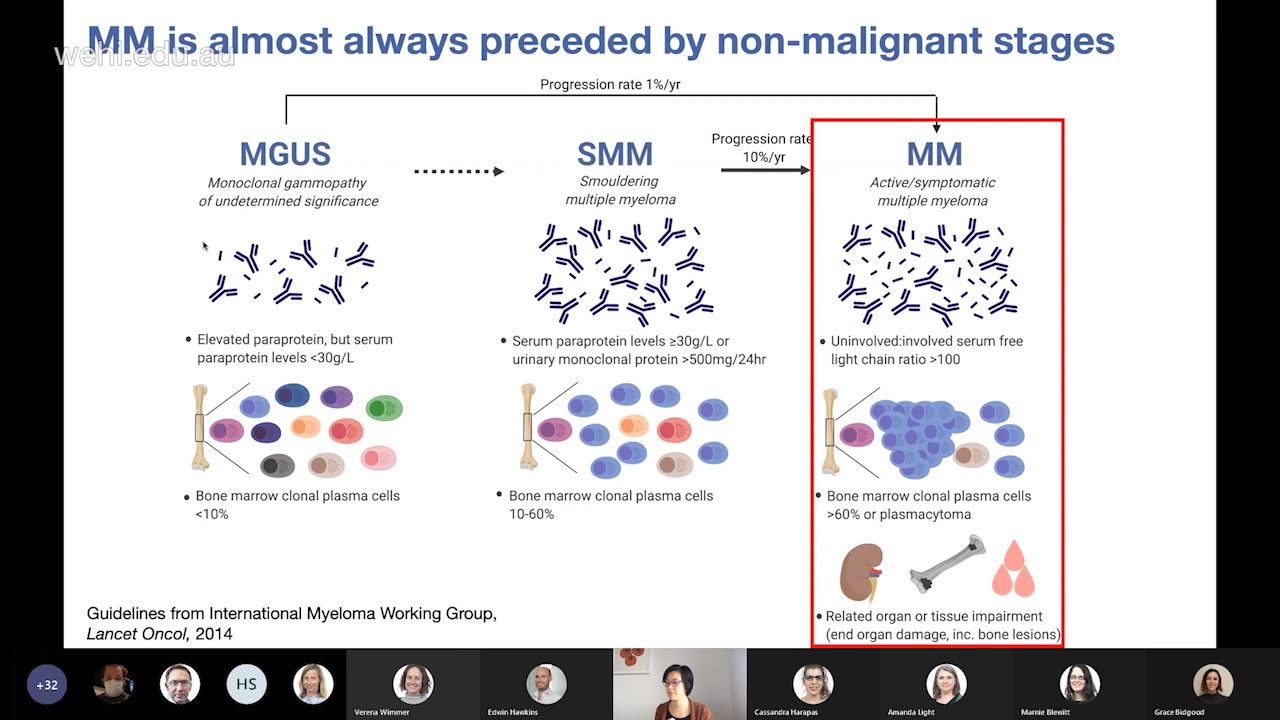 MM is almost always preceded by non-malignant stages
wehi.edu.au
Progression rate 1%/yr
MGUS
Monoclonal gammopathy
of undetermined significance
SMM
Smouldering
multiple myeloma
Progression rate
10%/yr
MM
Active/symptomatic
multiple myeloma
• Elevated paraprotein, but serum
paraprotein levels <30g/L
• Serum paraprotein levels ≥30g/L or
urinary monoclonal protein >500mg/24hr
• Uninvolved:involved serum free
light chain ratio >100
• Bone marrow clonal plasma cells
<10%
• Bone marrow clonal plasma cells
10-60%
• Bone marrow clonal plasma cells
>60% or plasmacytoma
• Related organ or tissue impairment
(end organ damage, inc. bone lesions)
Guidelines from International Myeloma Working Group,
Lancet Oncol, 2014
+32
HS
Verena Wimmer
Edwin Hawkins
Cassandra Harapas
Amanda Light
Marnie Blewitt
Grace Bidgood